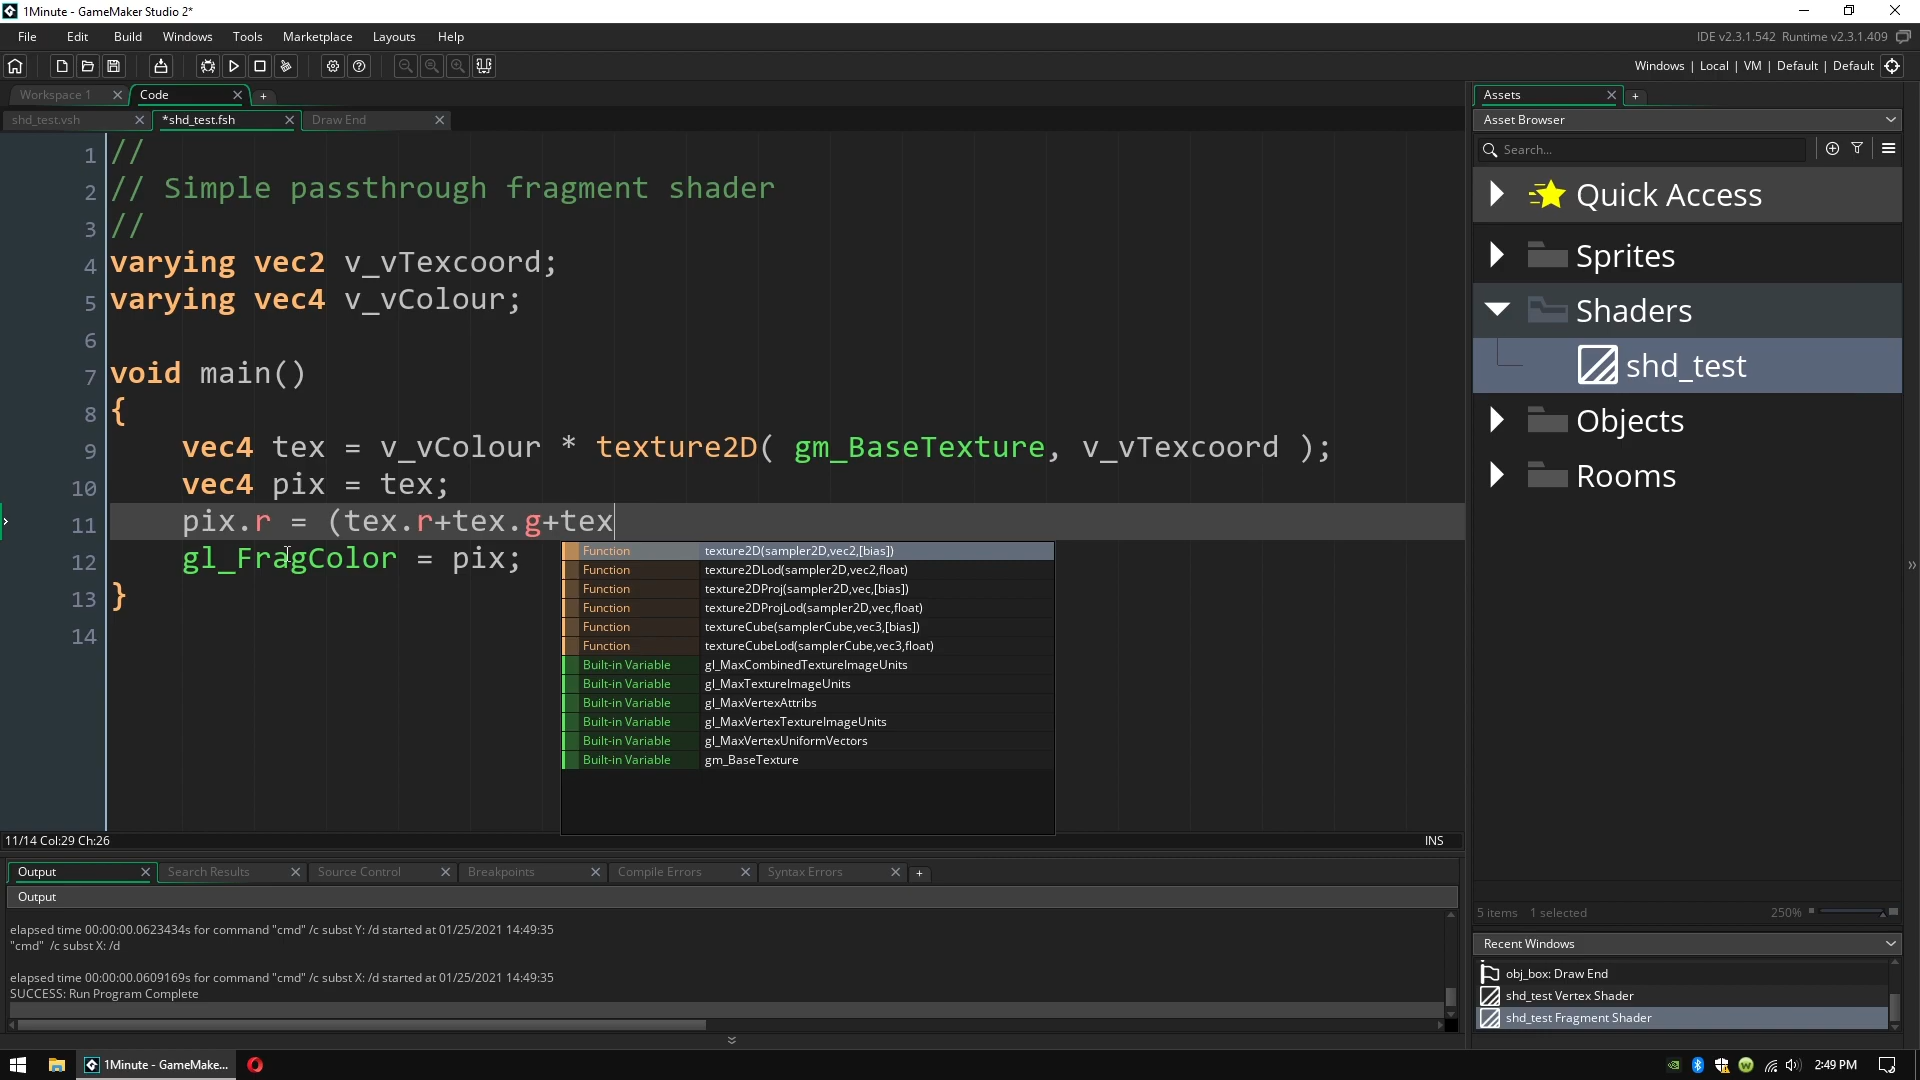 1Minute - GameMaker Studio 2*
File Edit Build Windows Tools Marketplace Layouts Help
IDE v2.3.1.542 Runtime v2.3.1.409
Windows | Local | VM | Default | Default
Workspace 1
Code
shd_test.vsh
*shd_test.fsh
Draw End
1 //
2 // Simple passthrough fragment shader
3 //
4 varying vec2 v_vTexcoord;
5 varying vec4 v_vColour;
6
7 void main()
8 {
9 vec4 tex = v_vColour * texture2D( gm_BaseTexture, v_vTexcoord );
10 vec4 pix = tex;
11 pix.r = (tex.r+tex.g+tex
12 gl_FragColor = pix;
13 }
14
Function texture2D(sampler2D,vec2,[bias])
Function texture2DLod(sampler2D,vec2,float)
Function texture2DProj(sampler2D,vec,[bias])
Function texture2DProjLod(sampler2D,vec,float)
Function textureCube(samplerCube,vec3,[bias])
Function textureCubeLod(samplerCube,vec3,float)
Built-in Variable gl_MaxCombinedTextureImageUnits
Built-in Variable gl_MaxTextureImageUnits
Built-in Variable gl_MaxVertexAttribs
Built-in Variable gl_MaxVertexTextureImageUnits
Built-in Variable gl_MaxVertexUniformVectors
Built-in Variable gm_BaseTexture
11/14 Col:29 Ch:26
INS
Output
Search Results
Source Control
Breakpoints
Compile Errors
Syntax Errors
Output
elapsed time 00:00:00.0623434s for command "cmd" /c subst Y: /d started at 01/25/2021 14:49:35
"cmd" /c subst X: /d
elapsed time 00:00:00.0609169s for command "cmd" /c subst X: /d started at 01/25/2021 14:49:35
SUCCESS: Run Program Complete
Assets
Asset Browser
Search...
Quick Access
Sprites
Shaders
shd_test
Objects
Rooms
5 items 1 selected
250%
Recent Windows
obj_box: Draw End
shd_test Vertex Shader
shd_test Fragment Shader
1Minute - GameMake...
2:49 PM